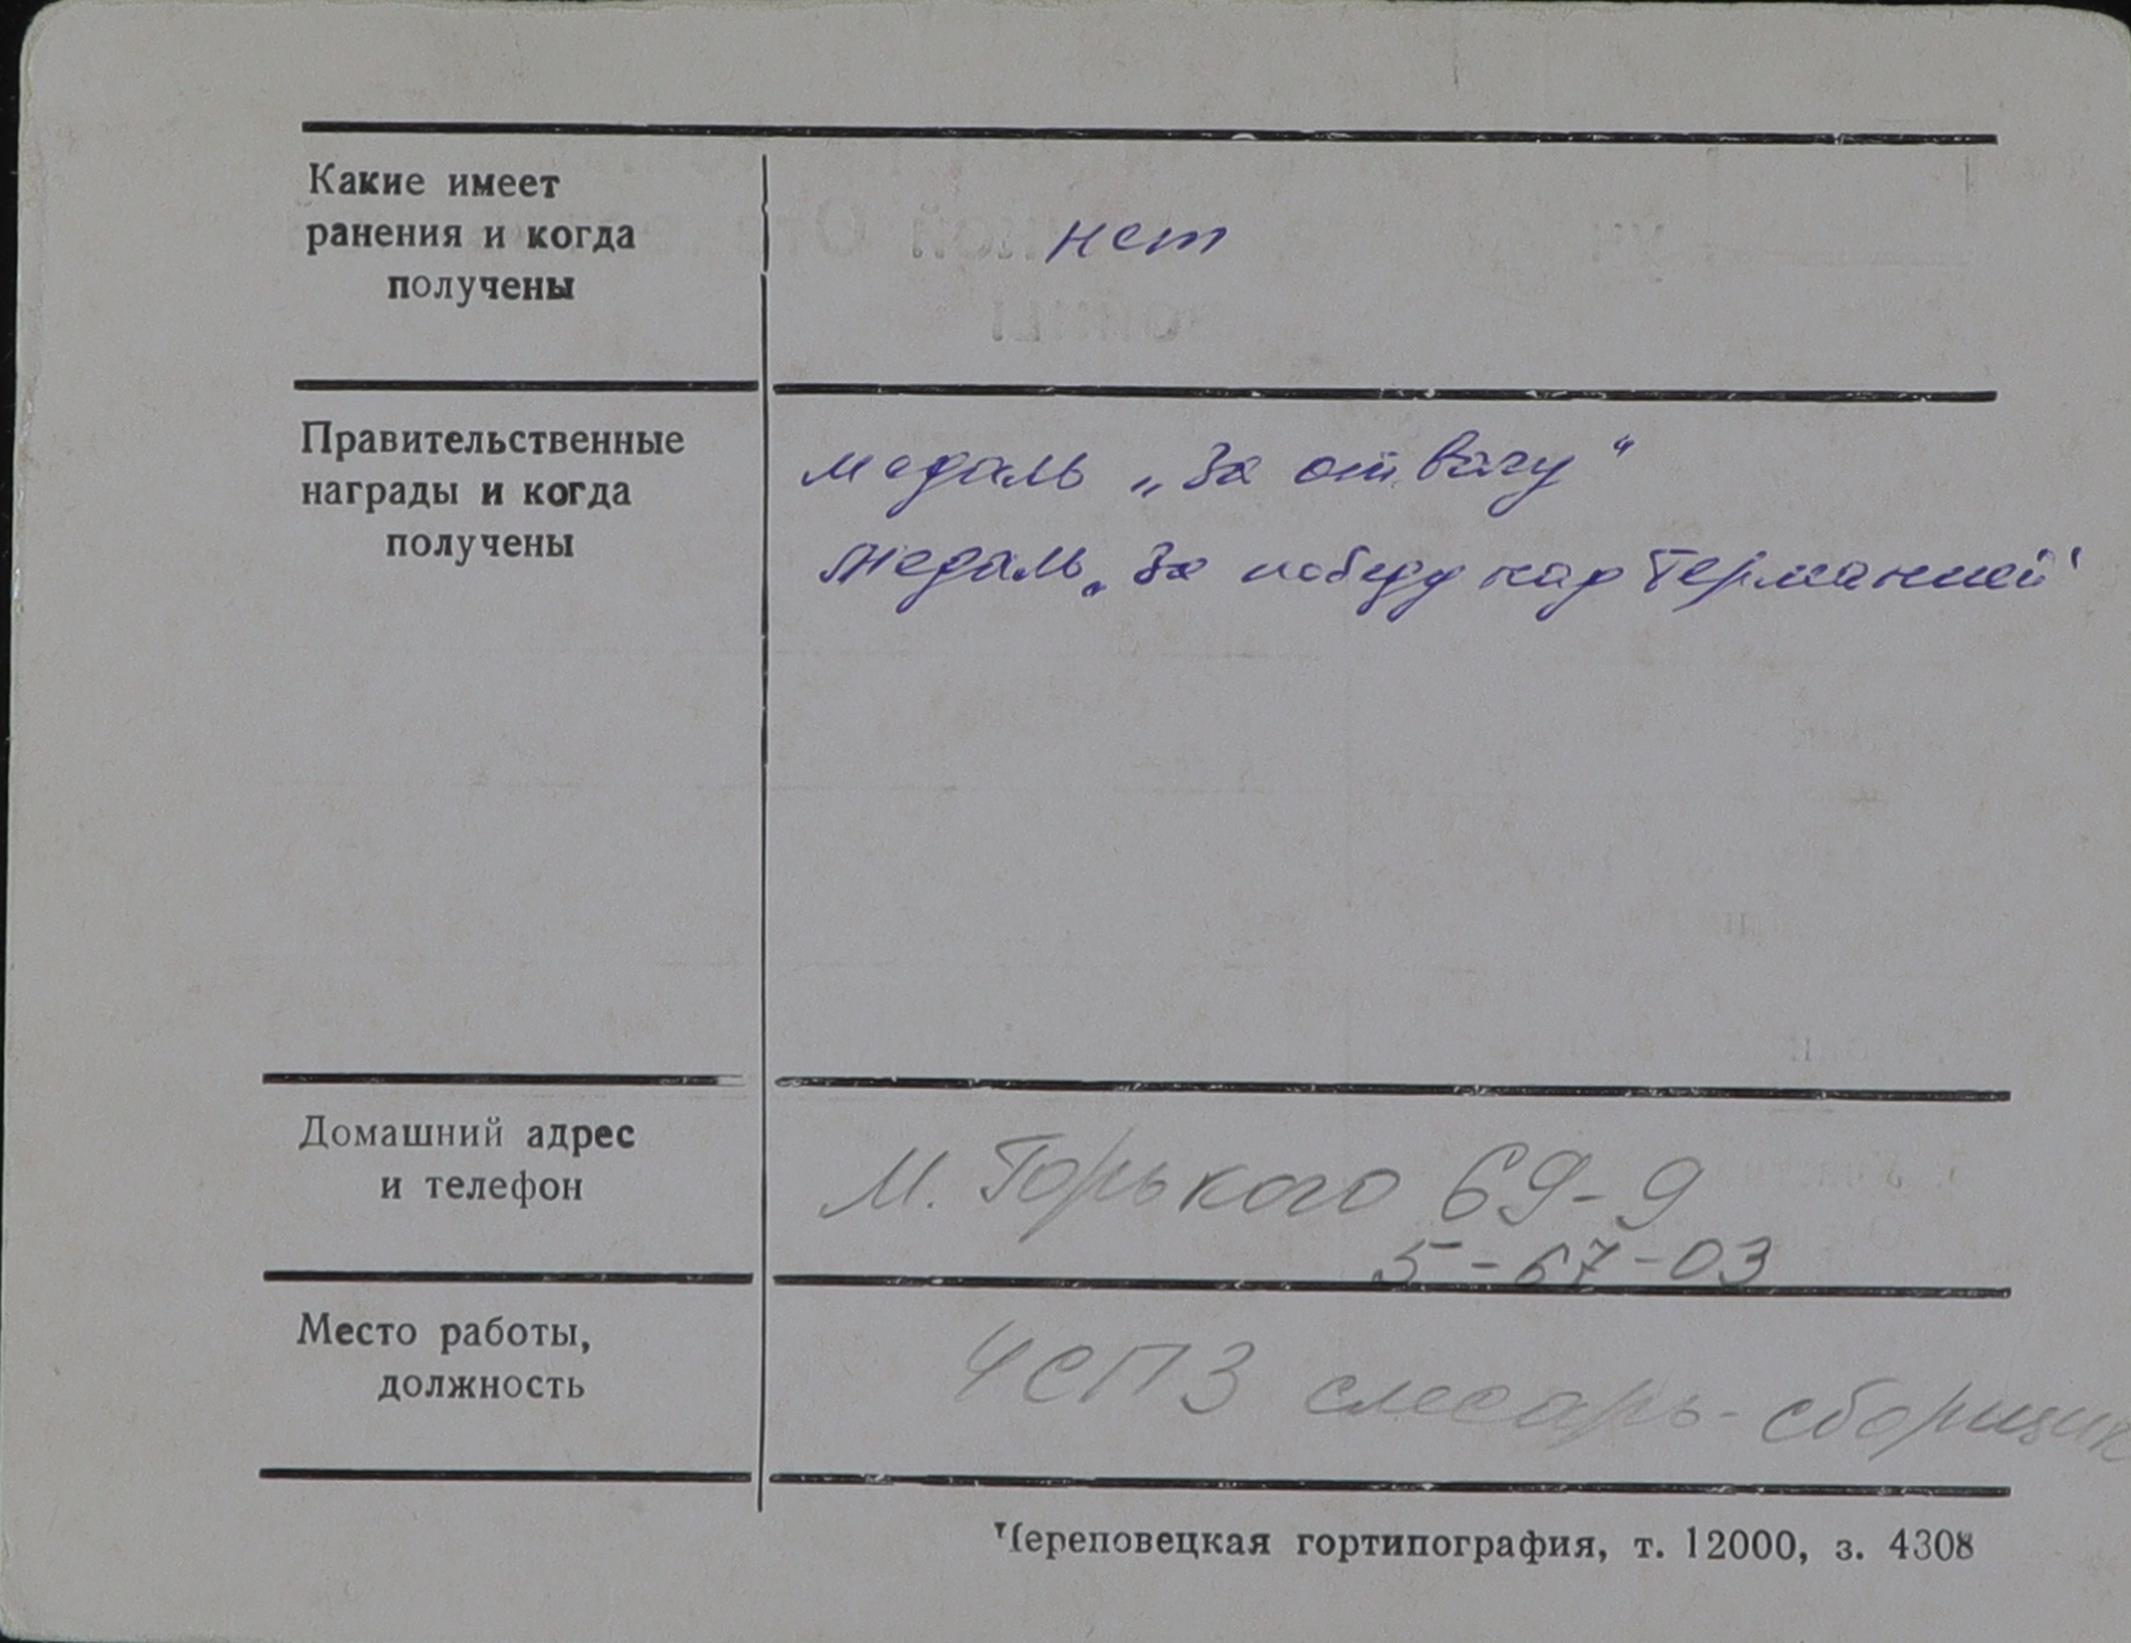 Какие имеет
ранения и когда
получены
нет
Правительственные
награды и когда
получены
медаль „За отвагу“
Медаль „За победу над Германией“
Домашний адрес
и телефон
М. Горького 69-9
5-67-03
Место работы,
должность
ЧСПЗ слесарь-сборщик
Череповецкая гортипография, т. 12000, з. 4308